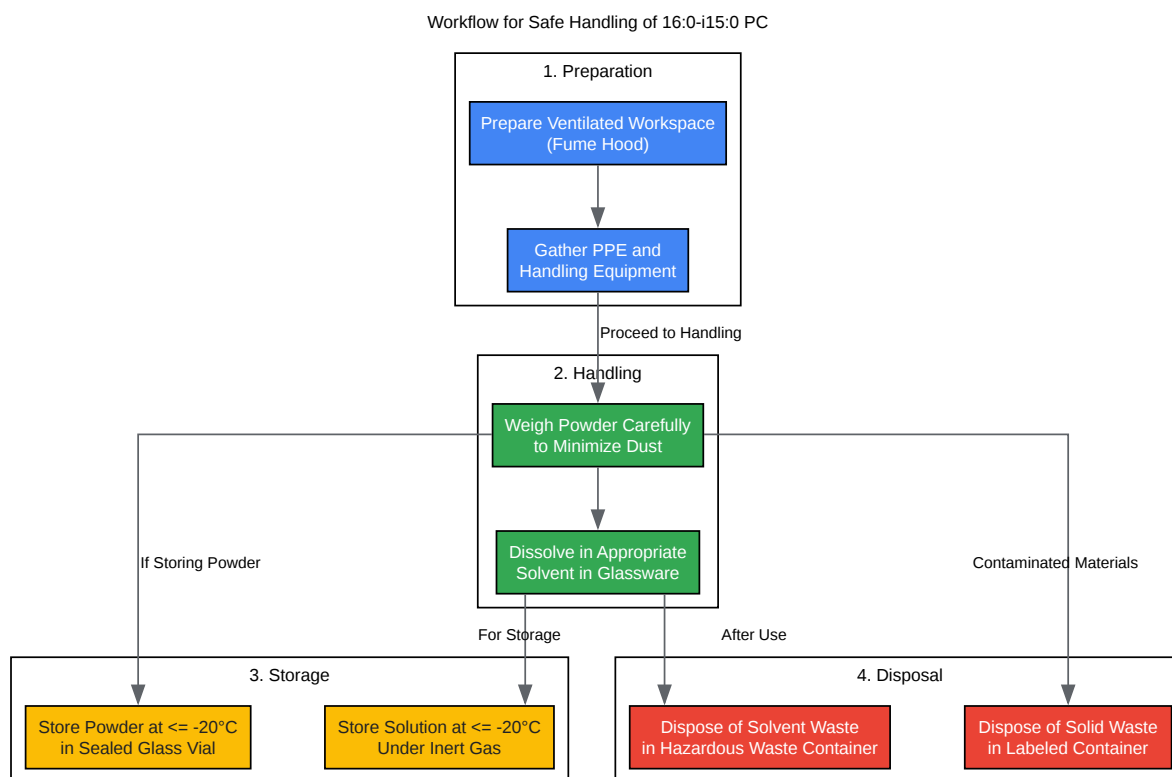 Workflow for Safe Handling of 16:0-i15:0 PC
1. Preparation
Prepare Ventilated Workspace
(Fume Hood)
Gather PPE and
Handling Equipment
Proceed to Handling
2. Handling
Weigh Powder Carefully
to Minimize Dust
If Storing Powder
Dissolve in Appropriate
Solvent in Glassware
Contaminated Materials
For Storage
After Use
3. Storage
4. Disposal
Store Powder at <= -20°C
in Sealed Glass Vial
Store Solution at <= -20°C
Under Inert Gas
Dispose of Solvent Waste
in Hazardous Waste Container
Dispose of Solid Waste
in Labeled Container